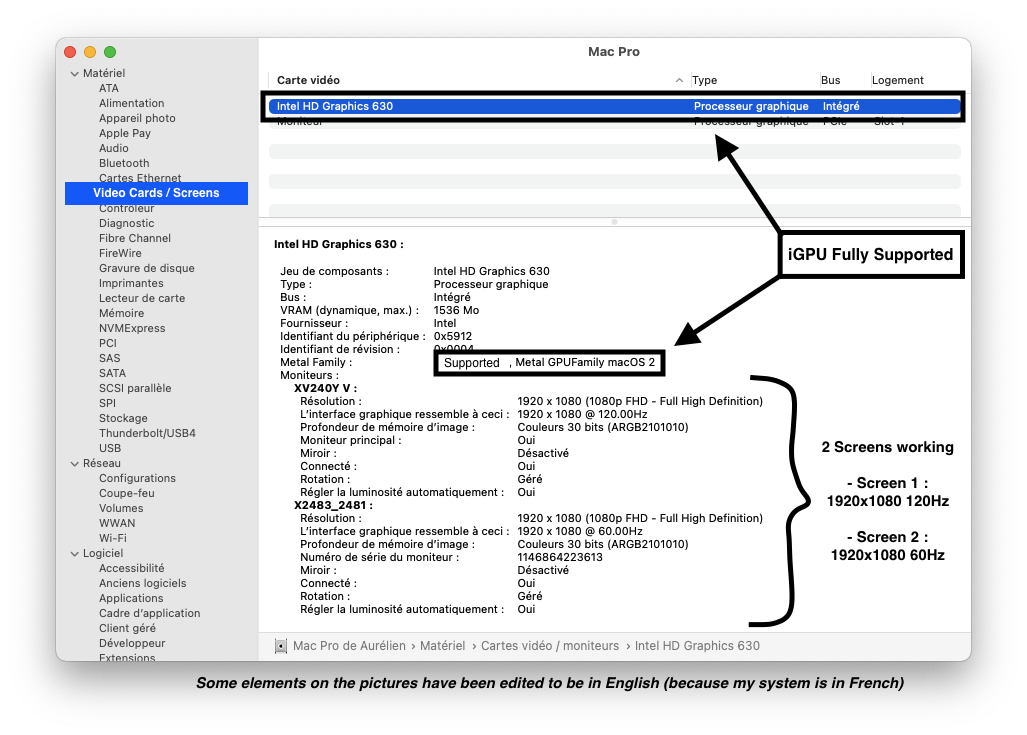 Mac Pro
Carte vidéo Type Bus Logement
Intel HD Graphics 630 Processeur graphique Intégré
Moniteur Processeur graphique PCIe Slot-1
Matériel
ATA
Alimentation
Appareil photo
Apple Pay
Audio
Bluetooth
Cartes Ethernet
Video Cards / Screens
Contrôleur
Diagnostic
Fibre Channel
FireWire
Gravure de disque
Imprimantes
Lecteur de carte
Mémoire
NVMExpress
PCI
SAS
SATA
SCSI parallèle
SPI
Stockage
Thunderbolt/USB4
USB
Réseau
Configurations
Coupe-feu
Volumes
WWAN
Wi-Fi
Logiciel
Accessibilité
Anciens logiciels
Applications
Cadre d'application
Client géré
Développeur
Extensions
Intel HD Graphics 630 :
Jeu de composants : Intel HD Graphics 630
Type : Processeur graphique
Bus : Intégré
VRAM (dynamique, max.) : 1536 Mo
Fournisseur : Intel
Identifiant du périphérique : 0x5912
Identifiant de révision : 0x0004
Metal Family : Supported , Metal GPUFamily macOS 2
Moniteurs :
XV240Y V :
Résolution : 1920 x 1080 (1080p FHD - Full High Definition)
L'interface graphique ressemble à ceci : 1920 x 1080 @ 120.00Hz
Profondeur de mémoire d'image : Couleurs 30 bits (ARGB2101010)
Moniteur principal : Oui
Miroir : Désactivé
Connecté : Oui
Rotation : Géré
Régler la luminosité automatiquement : Oui
X2483_2481 :
Résolution : 1920 x 1080 (1080p FHD - Full High Definition)
L'interface graphique ressemble à ceci : 1920 x 1080 @ 60.00Hz
Profondeur de mémoire d'image : Couleurs 30 bits (ARGB2101010)
Numéro de série du moniteur : 1146864223613
Miroir : Désactivé
Connecté : Oui
Rotation : Géré
Régler la luminosité automatiquement : Oui
iGPU Fully Supported
2 Screens working
- Screen 1 :
1920x1080 120Hz
- Screen 2 :
1920x1080 60Hz
Mac Pro de Aurélien › Matériel › Cartes vidéo / moniteurs › Intel HD Graphics 630
Some elements on the pictures have been edited to be in English (because my system is in French)